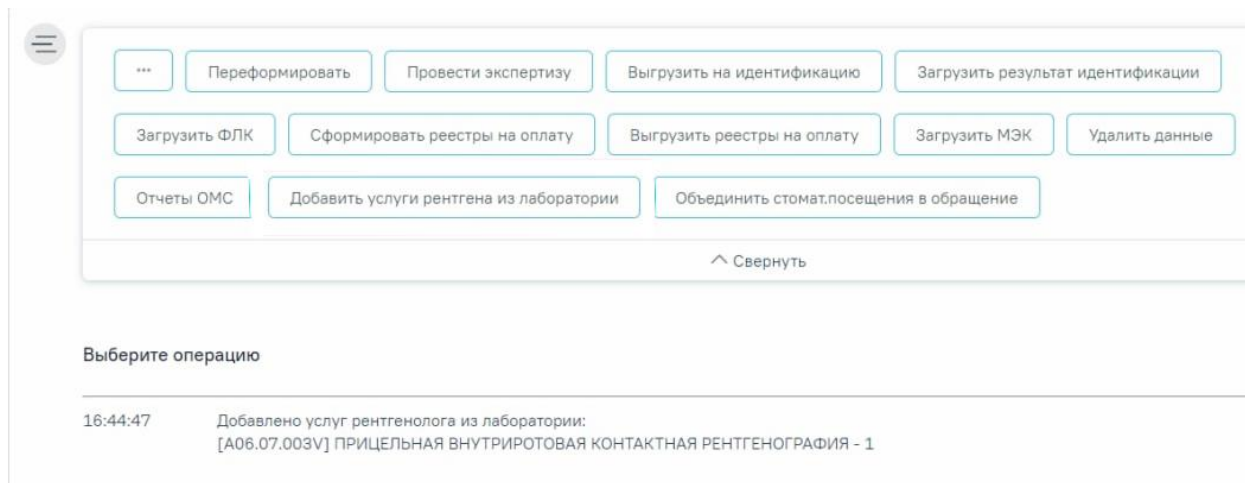 ... Переформировать Провести экспертизу Выгрузить на идентификацию Загрузить результат идентификации
Загрузить ФЛК Сформировать реестры на оплату Выгрузить реестры на оплату Загрузить МЭК Удалить данные
Отчеты ОМС Добавить услуги рентгена из лаборатории Объединить стомат.посещения в обращение
Свернуть
Выберите операцию
16:44:47 Добавлено услуг рентгенолога из лаборатории:
[A06.07.003V] ПРИЦЕЛЬНАЯ ВНУТРИРОТОВАЯ КОНТАКТНАЯ РЕНТГЕНОГРАФИЯ - 1